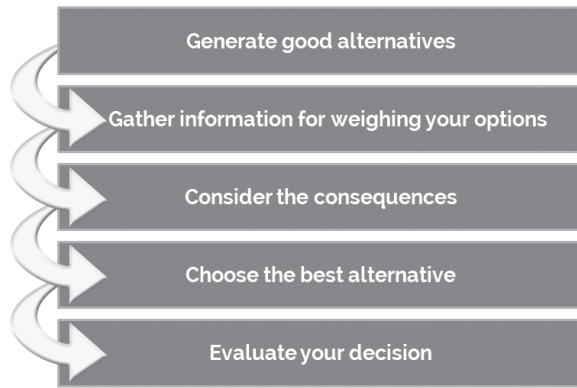 Generate good alternatives
Gather information for weighing your options
Consider the consequences
Choose the best alternative
Evaluate your decision